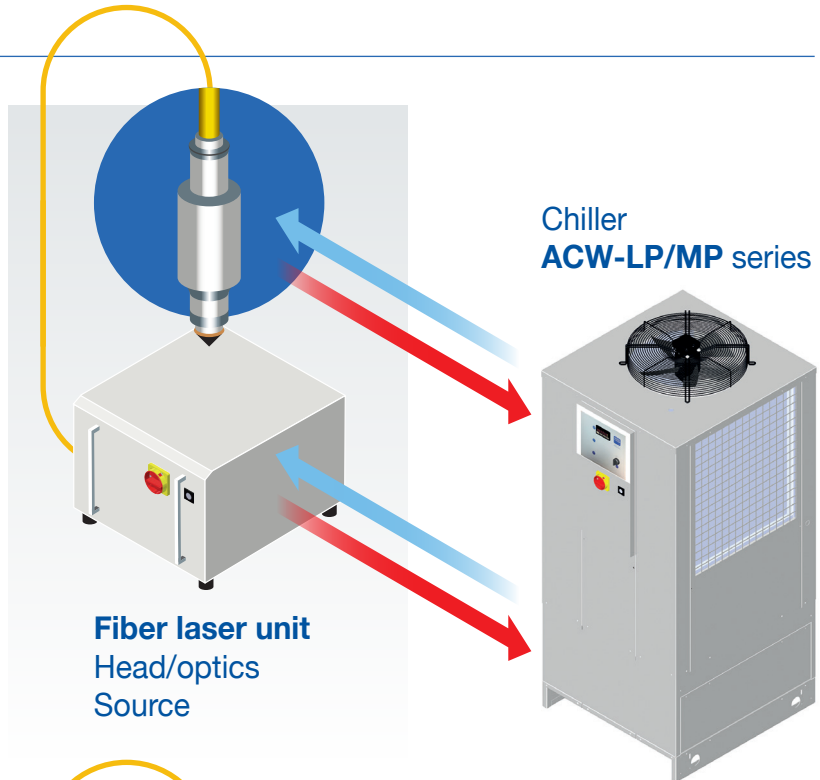 Chiller
ACW-LP/MP series
Fiber laser unit
Head/optics
Source